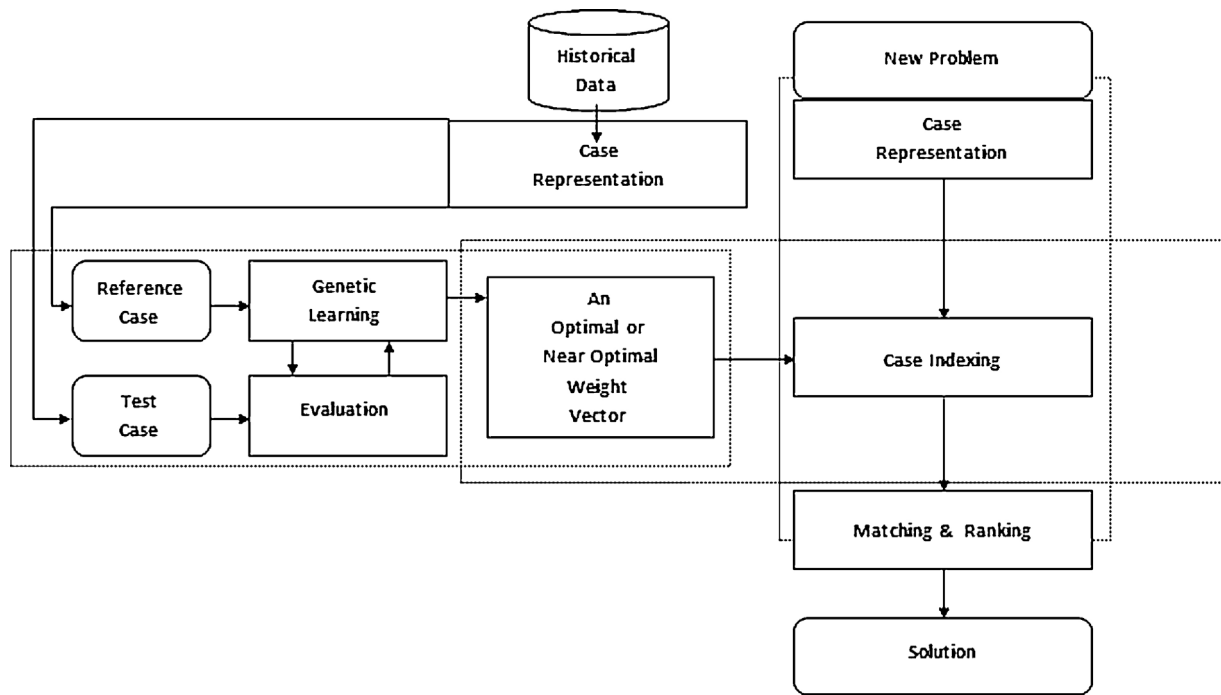 Historical
Data
New Problem
Case
Representation
Case
Representation
Reference
Case
Genetic
Learning
An
Optimal or
Near Optimal
Weight
Vector
Case Indexing
Test
Case
Evaluation
Matching & Ranking
Solution